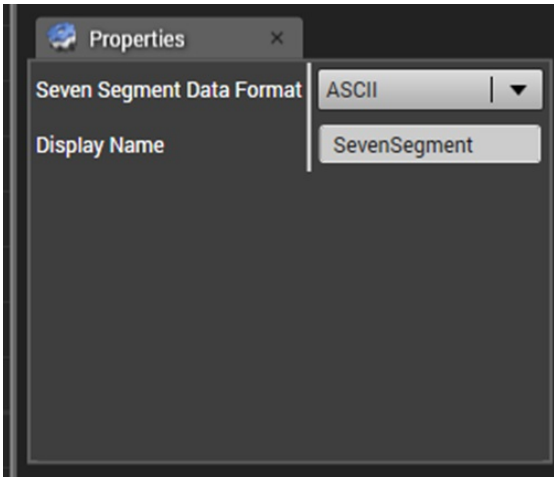 Properties
Seven Segment Data Format ASCII
Display Name SevenSegment